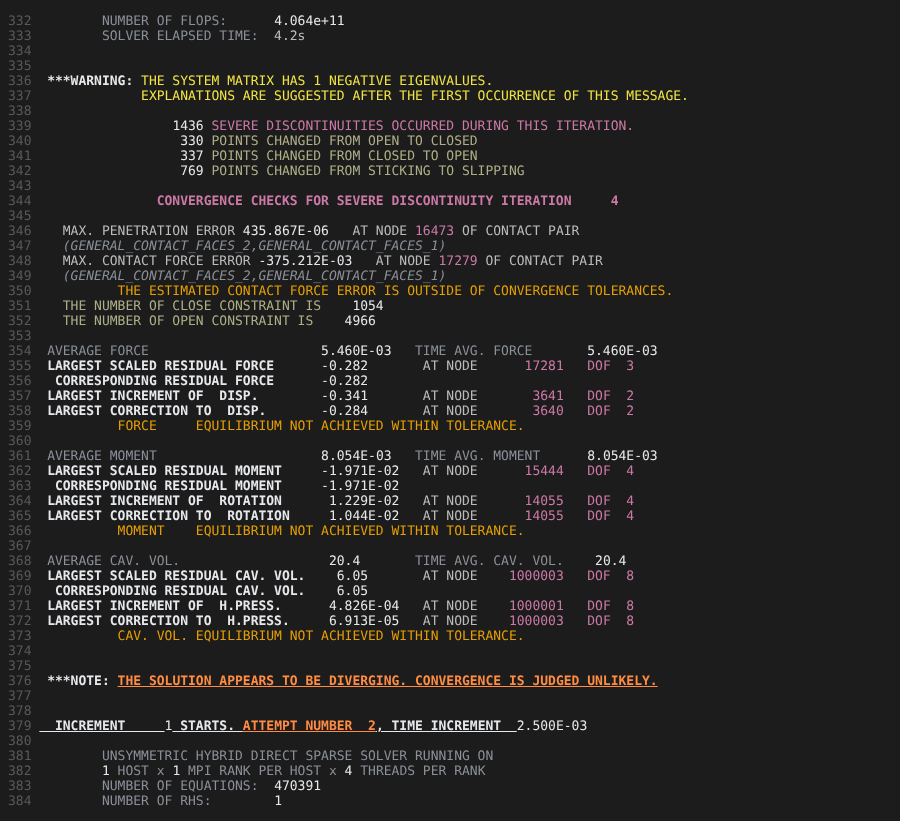 332 NUMBER OF FLOPS: 4.064e+11
333 SOLVER ELAPSED TIME: 4.2s
334
335
336 ***WARNING: THE SYSTEM MATRIX HAS 1 NEGATIVE EIGENVALUES.
337 EXPLANATIONS ARE SUGGESTED AFTER THE FIRST OCCURRENCE OF THIS MESSAGE.
338
339 1436 SEVERE DISCONTINUITIES OCCURRED DURING THIS ITERATION.
340 330 POINTS CHANGED FROM OPEN TO CLOSED
341 337 POINTS CHANGED FROM CLOSED TO OPEN
342 769 POINTS CHANGED FROM STICKING TO SLIPPING
343
344 CONVERGENCE CHECKS FOR SEVERE DISCONTINUITY ITERATION 4
345
346 MAX. PENETRATION ERROR 435.867E-06 AT NODE 16473 OF CONTACT PAIR
347 (GENERAL_CONTACT_FACES_2,GENERAL_CONTACT_FACES_1)
348 MAX. CONTACT FORCE ERROR -375.212E-03 AT NODE 17279 OF CONTACT PAIR
349 (GENERAL_CONTACT_FACES_2,GENERAL_CONTACT_FACES_1)
350 THE ESTIMATED CONTACT FORCE ERROR IS OUTSIDE OF CONVERGENCE TOLERANCES.
351 THE NUMBER OF CLOSE CONSTRAINT IS 1054
352 THE NUMBER OF OPEN CONSTRAINT IS 4966
353
354 AVERAGE FORCE 5.460E-03 TIME AVG. FORCE 5.460E-03
355 LARGEST SCALED RESIDUAL FORCE -0.282 AT NODE 17281 DOF 3
356 CORRESPONDING RESIDUAL FORCE -0.282
357 LARGEST INCREMENT OF DISP. -0.341 AT NODE 3641 DOF 2
358 LARGEST CORRECTION TO DISP. -0.284 AT NODE 3640 DOF 2
359 FORCE EQUILIBRIUM NOT ACHIEVED WITHIN TOLERANCE.
360
361 AVERAGE MOMENT 8.054E-03 TIME AVG. MOMENT 8.054E-03
362 LARGEST SCALED RESIDUAL MOMENT -1.971E-02 AT NODE 15444 DOF 4
363 CORRESPONDING RESIDUAL MOMENT -1.971E-02
364 LARGEST INCREMENT OF ROTATION 1.229E-02 AT NODE 14055 DOF 4
365 LARGEST CORRECTION TO ROTATION 1.044E-02 AT NODE 14055 DOF 4
366 MOMENT EQUILIBRIUM NOT ACHIEVED WITHIN TOLERANCE.
367
368 AVERAGE CAV. VOL. 20.4 TIME AVG. CAV. VOL. 20.4
369 LARGEST SCALED RESIDUAL CAV. VOL. 6.05 AT NODE 1000003 DOF 8
370 CORRESPONDING RESIDUAL CAV. VOL. 6.05
371 LARGEST INCREMENT OF H.PRESS. 4.826E-04 AT NODE 1000001 DOF 8
372 LARGEST CORRECTION TO H.PRESS. 6.913E-05 AT NODE 1000003 DOF 8
373 CAV. VOL. EQUILIBRIUM NOT ACHIEVED WITHIN TOLERANCE.
374
375
376 ***NOTE: THE SOLUTION APPEARS TO BE DIVERGING. CONVERGENCE IS JUDGED UNLIKELY.
377
378
379 INCREMENT 1 STARTS. ATTEMPT NUMBER 2, TIME INCREMENT 2.500E-03
380
381 UNSYMMETRIC HYBRID DIRECT SPARSE SOLVER RUNNING ON
382 1 HOST x 1 MPI RANK PER HOST x 4 THREADS PER RANK
383 NUMBER OF EQUATIONS: 470391
384 NUMBER OF RHS: 1